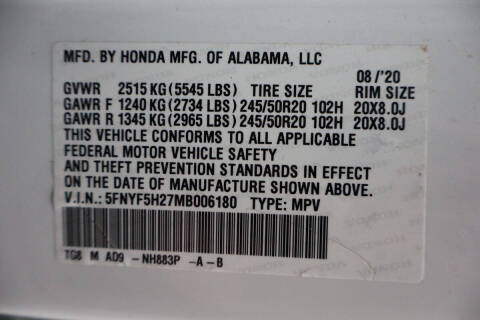 MFD. BY HONDA MFG. OF ALABAMA, LLC
08 /'20
GVWR 2515 KG (5545 LBS) TIRE SIZE RIM SIZE
GAWR F 1240 KG (2734 LBS) 245/50R20 102H 20X8.0J
GAWR R 1345 KG (2965 LBS) 245/50R20 102H 20X8.0J
THIS VEHICLE CONFORMS TO ALL APPLICABLE
FEDERAL MOTOR VEHICLE SAFETY
AND THEFT PREVENTION STANDARDS IN EFFECT
ON THE DATE OF MANUFACTURE SHOWN ABOVE.
V.I.N.: 5FNYF5H27MB006180 TYPE: MPV
TG8 M AD9 -NH883P -A-B